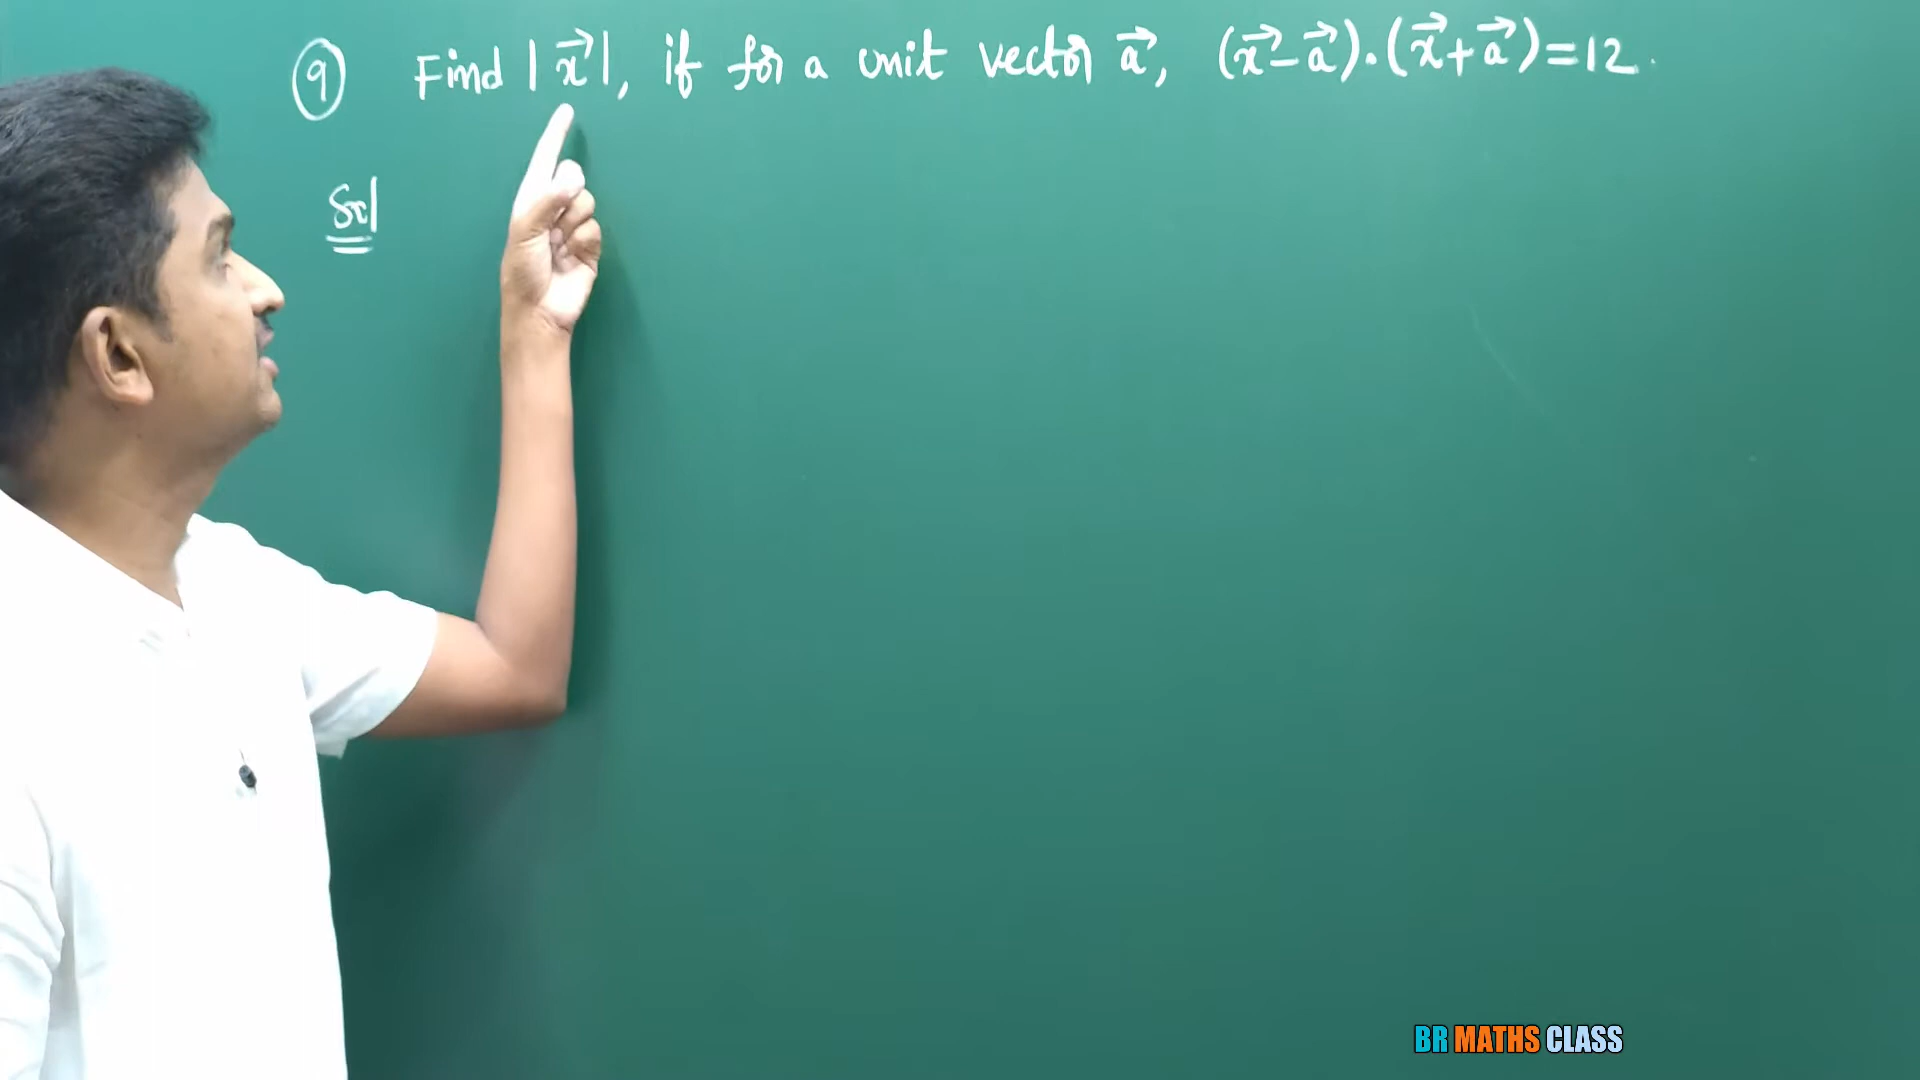 9 Find |x⃗|, if for a unit vector a⃗, (x⃗-a⃗).(x⃗+a⃗)=12.
Sol
BR MATHS CLASS